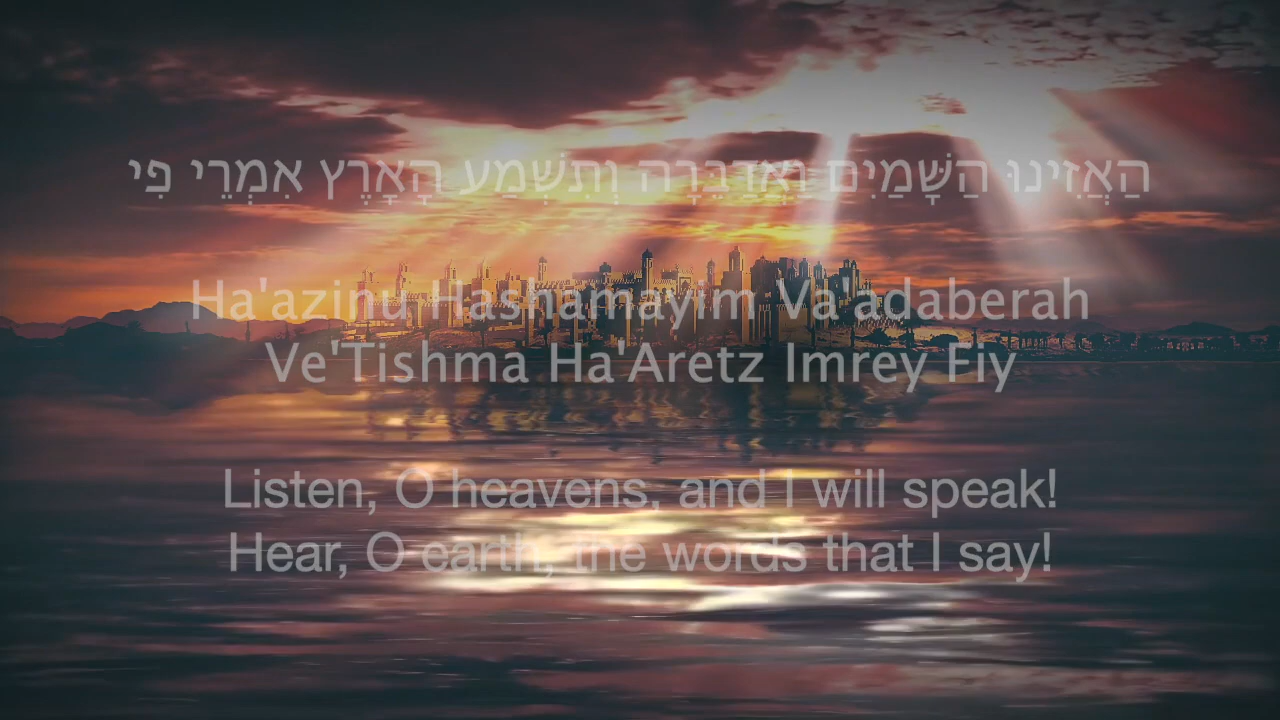 הַאֲזִינוּ הַשָּׁמַיִם וַאֲדַבֵּרָה וְתִשְׁמַע הָאָרֶץ אִמְרֵי פִי
Ha'azinu Hashamayim Va'adaberah
Ve'Tishma Ha'Aretz Imrey Fiy
Listen, O heavens, and I will speak!
Hear, O earth, the words that I say!